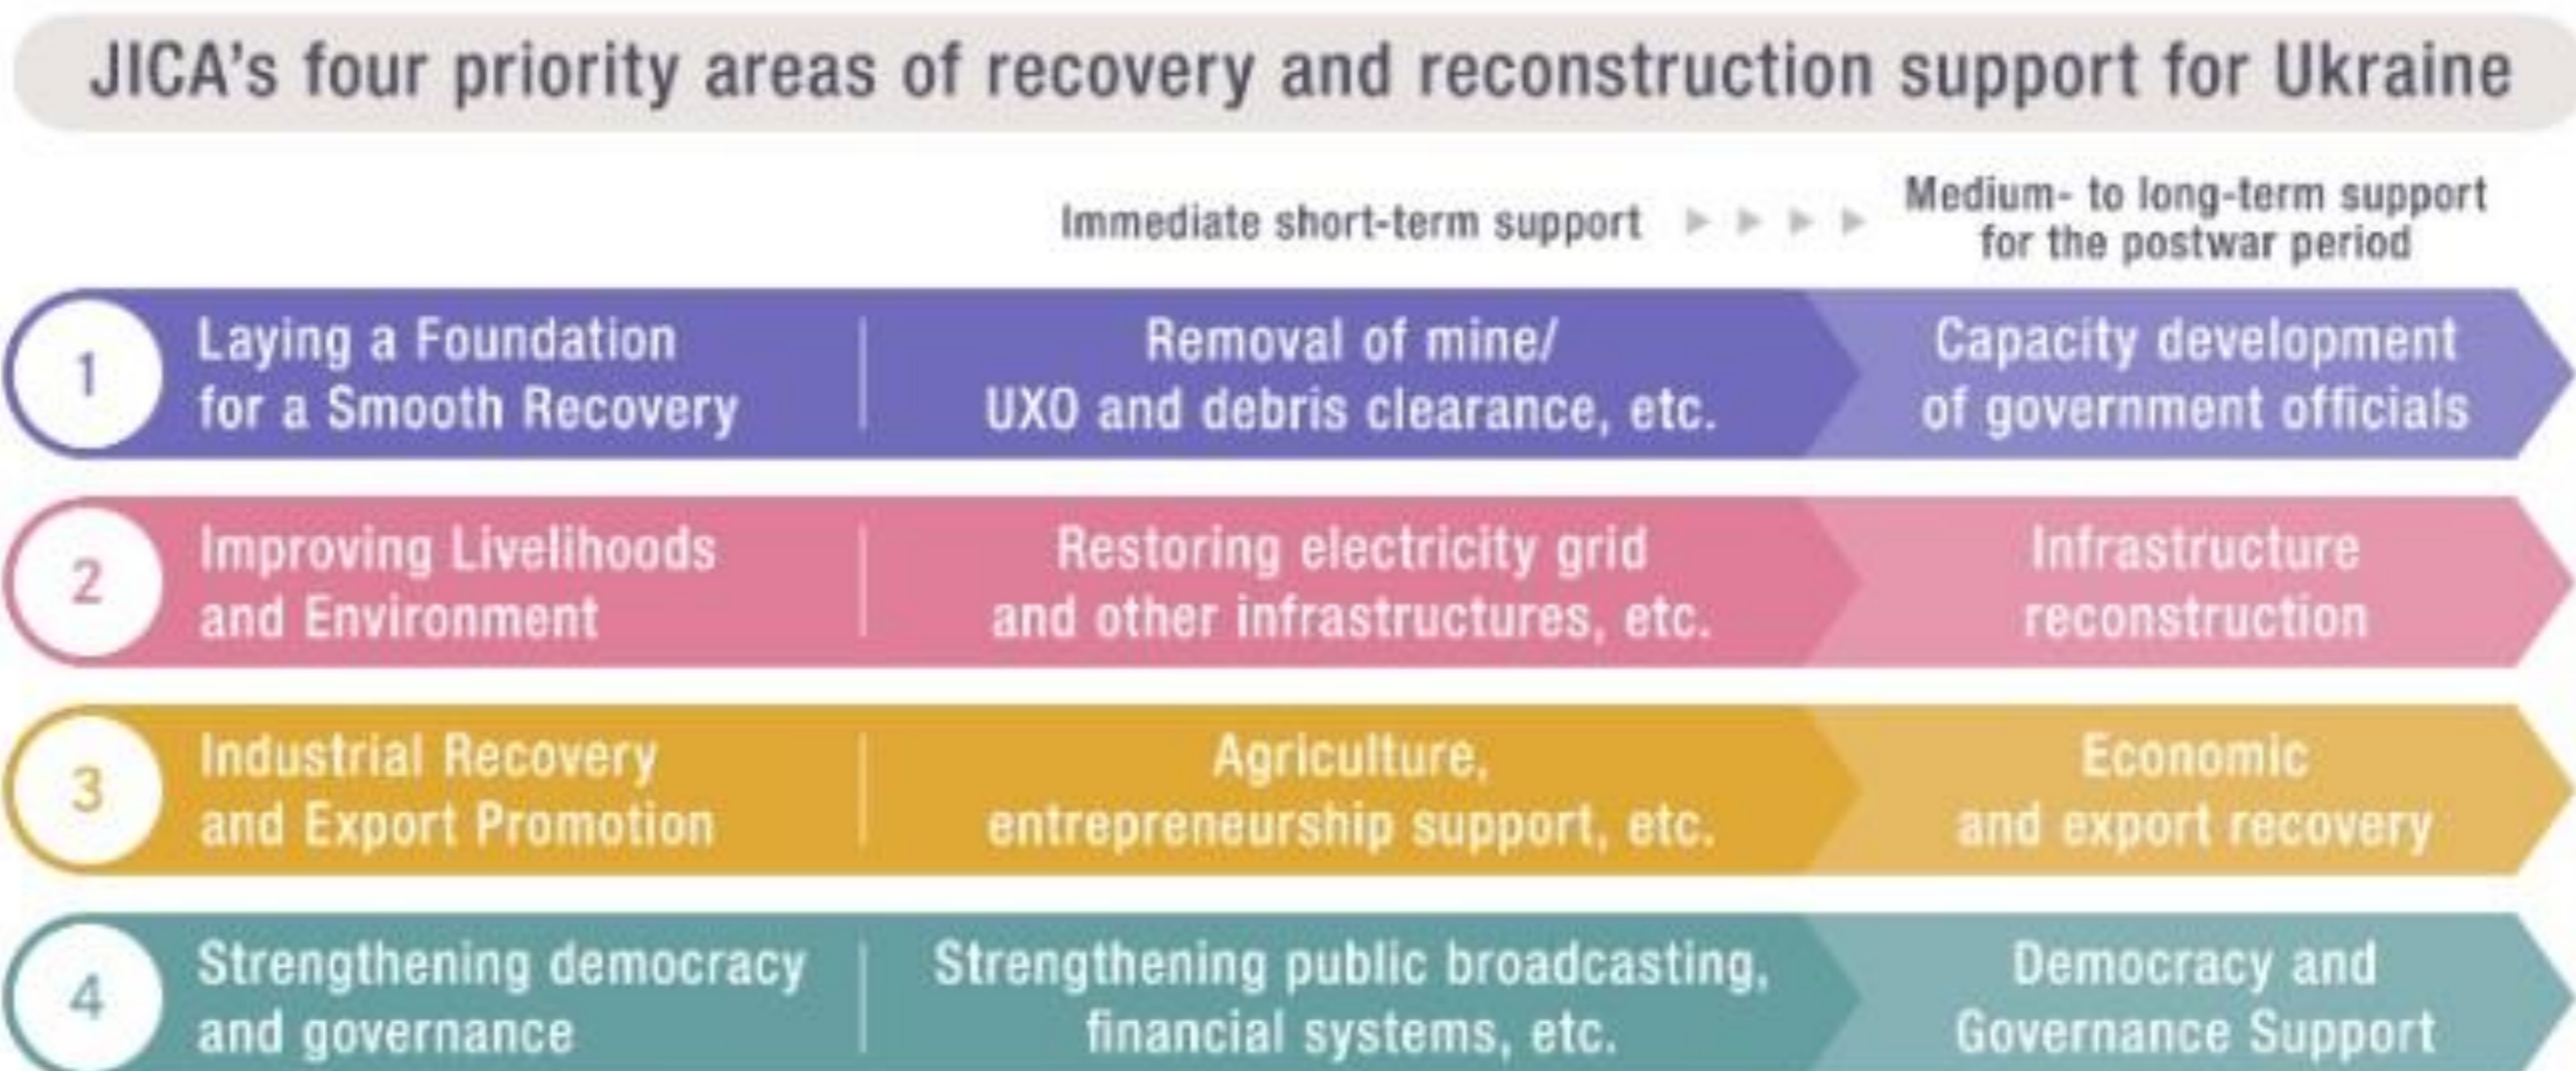 JICA's four priority areas of recovery and reconstruction support for Ukraine
Immediate short-term support
Medium- to long-term support
for the postwar period
1
Laying a Foundation
for a Smooth Recovery
Removal of mine/
UXO and debris clearance, etc.
Capacity development
of government officials
2
Improving Livelihoods
and Environment
Restoring electricity grid
and other infrastructures, etc.
Infrastructure
reconstruction
3
Industrial Recovery
and Export Promotion
Agriculture,
entrepreneurship support, etc.
Economic
and export recovery
4
Strengthening democracy
and governance
Strengthening public broadcasting,
financial systems, etc.
Democracy and
Governance Support